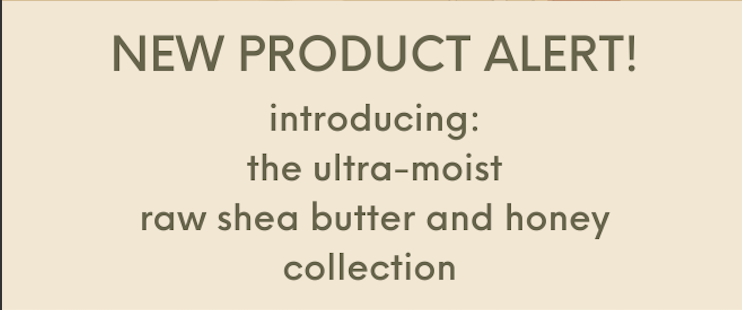 NEW PRODUCT ALERT!
introducing:
the ultra-moist
raw shea butter and honey
collection